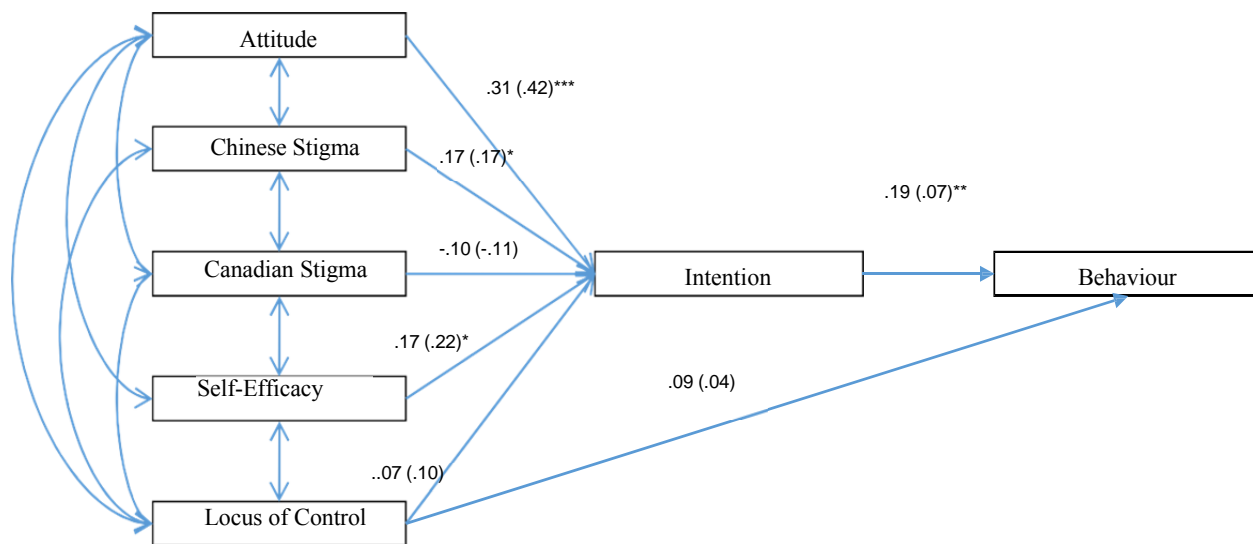 Attitude
.31 (.42)***
Chinese Stigma
.17 (.17)*
.19 (.07)**
-.10 (-.11)
Canadian Stigma
Intention
Behaviour
.17 (.22)*
Self-Efficacy
.09 (.04)
..07 (.10)
Locus of Control